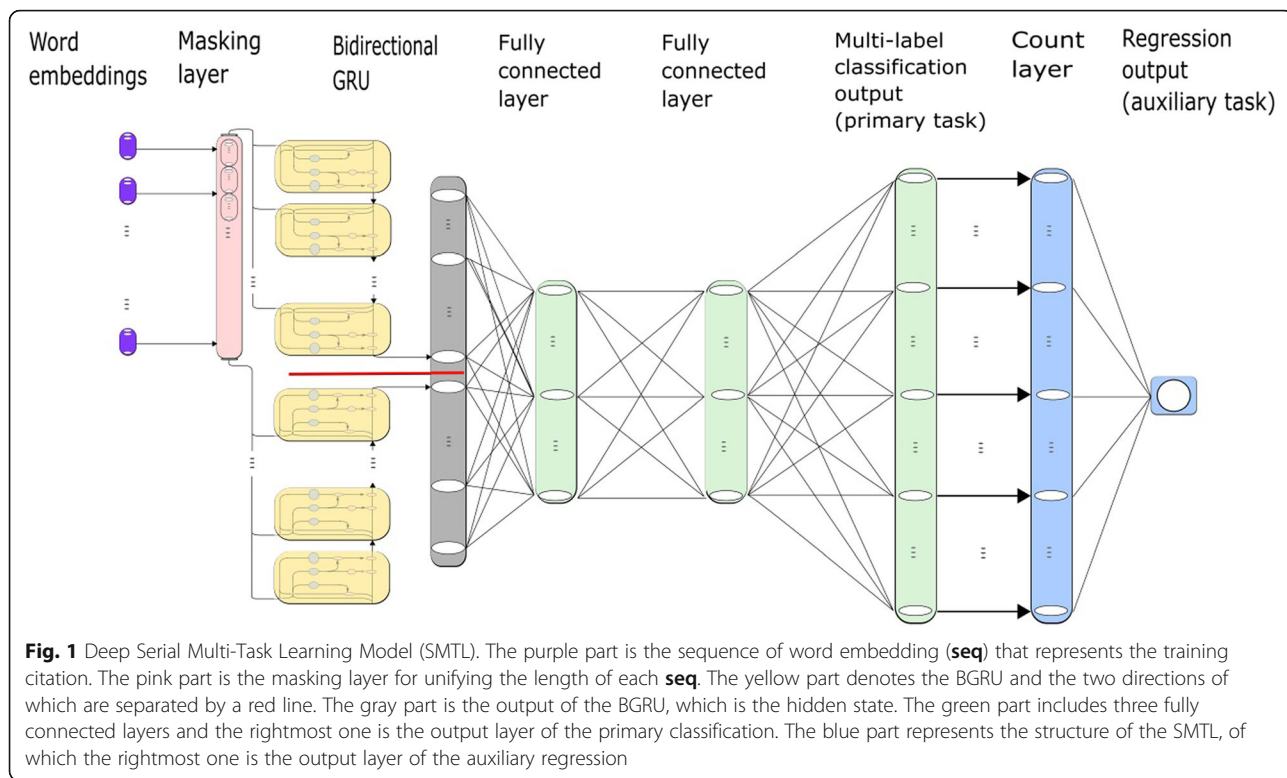 Word
embeddings
Masking
layer
Bidirectional
GRU
Fully
connected
layer
Fully
connected
layer
Multi-label
classification
output
(primary task)
Count
layer
Regression
output
(auxiliary task)
Fig. 1 Deep Serial Multi-Task Learning Model (SMTL). The purple part is the sequence of word embedding (seq) that represents the training
citation. The pink part is the masking layer for unifying the length of each seq. The yellow part denotes the BGRU and the two directions of
which are separated by a red line. The gray part is the output of the BGRU, which is the hidden state. The green part includes three fully
connected layers and the rightmost one is the output layer of the primary classification. The blue part represents the structure of the SMTL, of
which the rightmost one is the output layer of the auxiliary regression